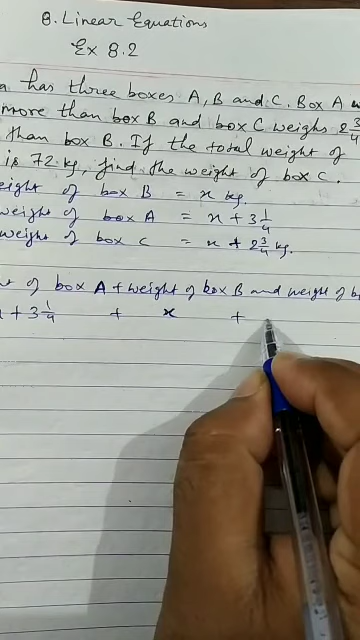 8. Linear Equations
Ex 8.2
a has three boxes A, B and C. Box A w
more than box B and box C weighs 2 3/4
than box B. If the total weight of
is 72 kg, find the weight of box C.
eight of box B = x kg.
weight of box A = x + 3 1/4
weight of box C = x + 2 3/4 kg.
t of box A + weight of box B and weight of b
+ 3 1/4 + x +